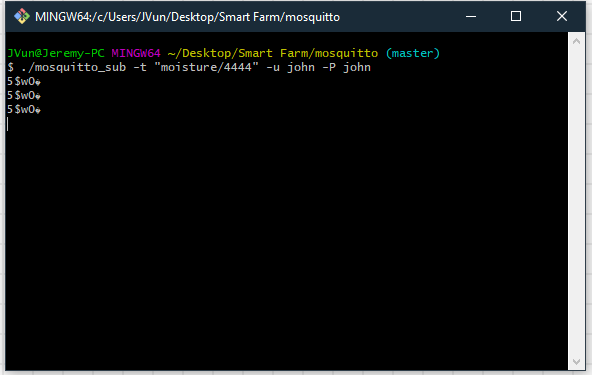 MINGW64:/c/Users/JVun/Desktop/Smart Farm/mosquitto
JVun@Jeremy-PC MINGW64 ~/Desktop/Smart Farm/mosquitto (master)
$ ./mosquitto_sub -t "moisture/4444" -u john -P john
5$wO�
5$wO�
5$wO�